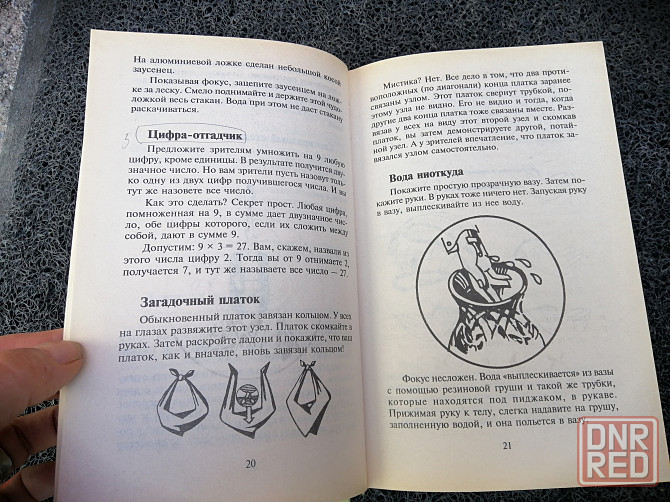 На алюминиевой ложке сделан небольшой косой
заусенец.
Показывая фокус, зацепите заусенцем на лож-
ке за леску. Смело поднимайте и держите этой чудо-
ложкой весь стакан. Вода при этом не даст стакану
раскачиваться.
5
Цифра-отгадчик
Предложите зрителям умножить на 9 любую
цифру, кроме единицы. В результате получится двух-
значное число. Но вам зрители пусть назовут толь-
ко одну из двух цифр получившегося числа. И вы
тут же назовете все число.
Как это сделать? Секрет прост. Любая цифра,
помноженная на 9, в сумме дает двузначное чис-
ло, обе цифры которого, если их сложить между
собой, дают в сумме 9.
Допустим: 9 × 3 = 27. Вам, скажем, назвали из
этого числа цифру 2. Тогда вы от 9 отнимаете 2,
получается 7, и тут же называете все число – 27.
Загадочный платок
Обыкновенный платок завязан кольцом. У всех
на глазах развяжите этот узел. Платок скомкайте в
руках. Затем раскройте ладони и покажите, что ваш
платок, как и вначале, вновь завязан кольцом!
20
Мистика? Нет. Все дело в том, что два проти-
воположных (по диагонали) конца платка заранее
связаны узлом. Этот платок свернут трубкой, по-
этому узла не видно. Его не видно и тогда, когда
другие два конца платка тоже связаны вместе. Раз-
вязав у всех на виду этот второй узел и скомкав
платок, вы затем демонстрируете другой, потай-
ной узел. А у зрителей впечатление, что платок за-
вязался узлом самостоятельно.
Вода ниоткуда
Покажите простую прозрачную вазу. Затем по-
кажите руки. В руках тоже ничего нет. Запуская руку
в вазу, выплескивайте из нее воду.
Фокус несложен. Вода «выплескивается» из вазы
с помощью резиновой груши и такой же трубки,
которые находятся под пиджаком, в рукаве.
Прижимая руку к телу, слегка надавите на грушу,
заполненную водой, и она польется в вазу.
21
DNR
RED